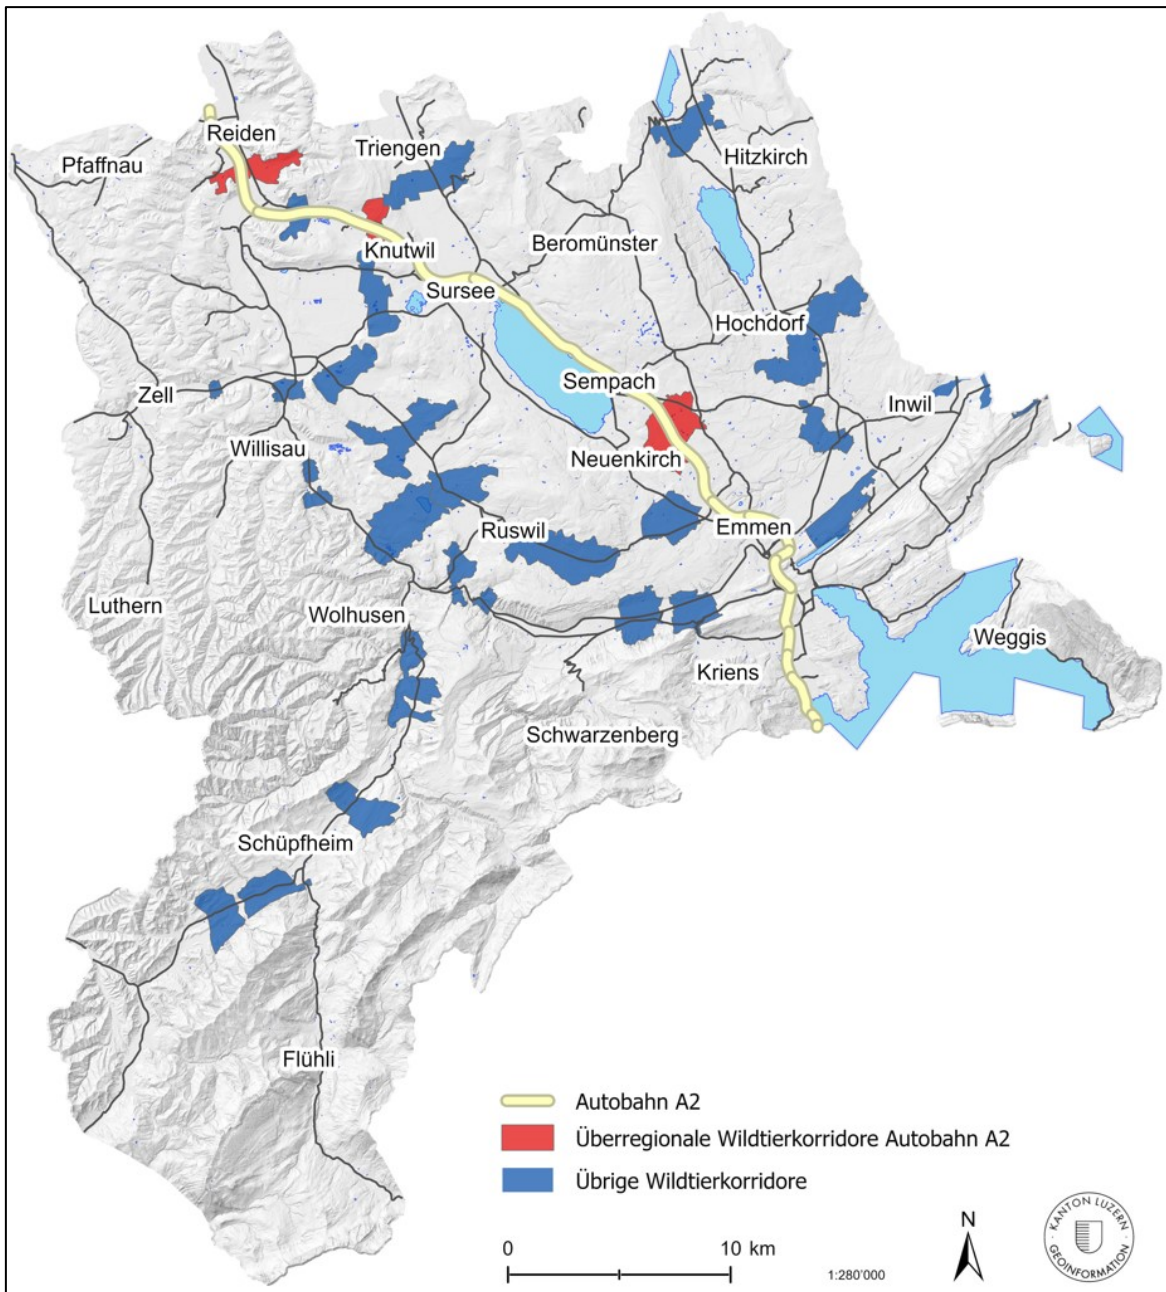 Reiden
Triengen
Pfaffnau
Hitzkirch
Beromünster
Knutwil
Sursee
Hochdorf
Sempach
Zell
Inwil
Willisau
Neuenkirch
Ruswil
Emmen
Luthern
Wolhusen
Weggis
Kriens
Schwarzenberg
Schüpfheim
Flühli
Autobahn A2
Überregionale Wildtierkorridore Autobahn A2
Übrige Wildtierkorridore
0 10 km
1:280'000
N
KANTON LUZERN
GEOINFORMATION